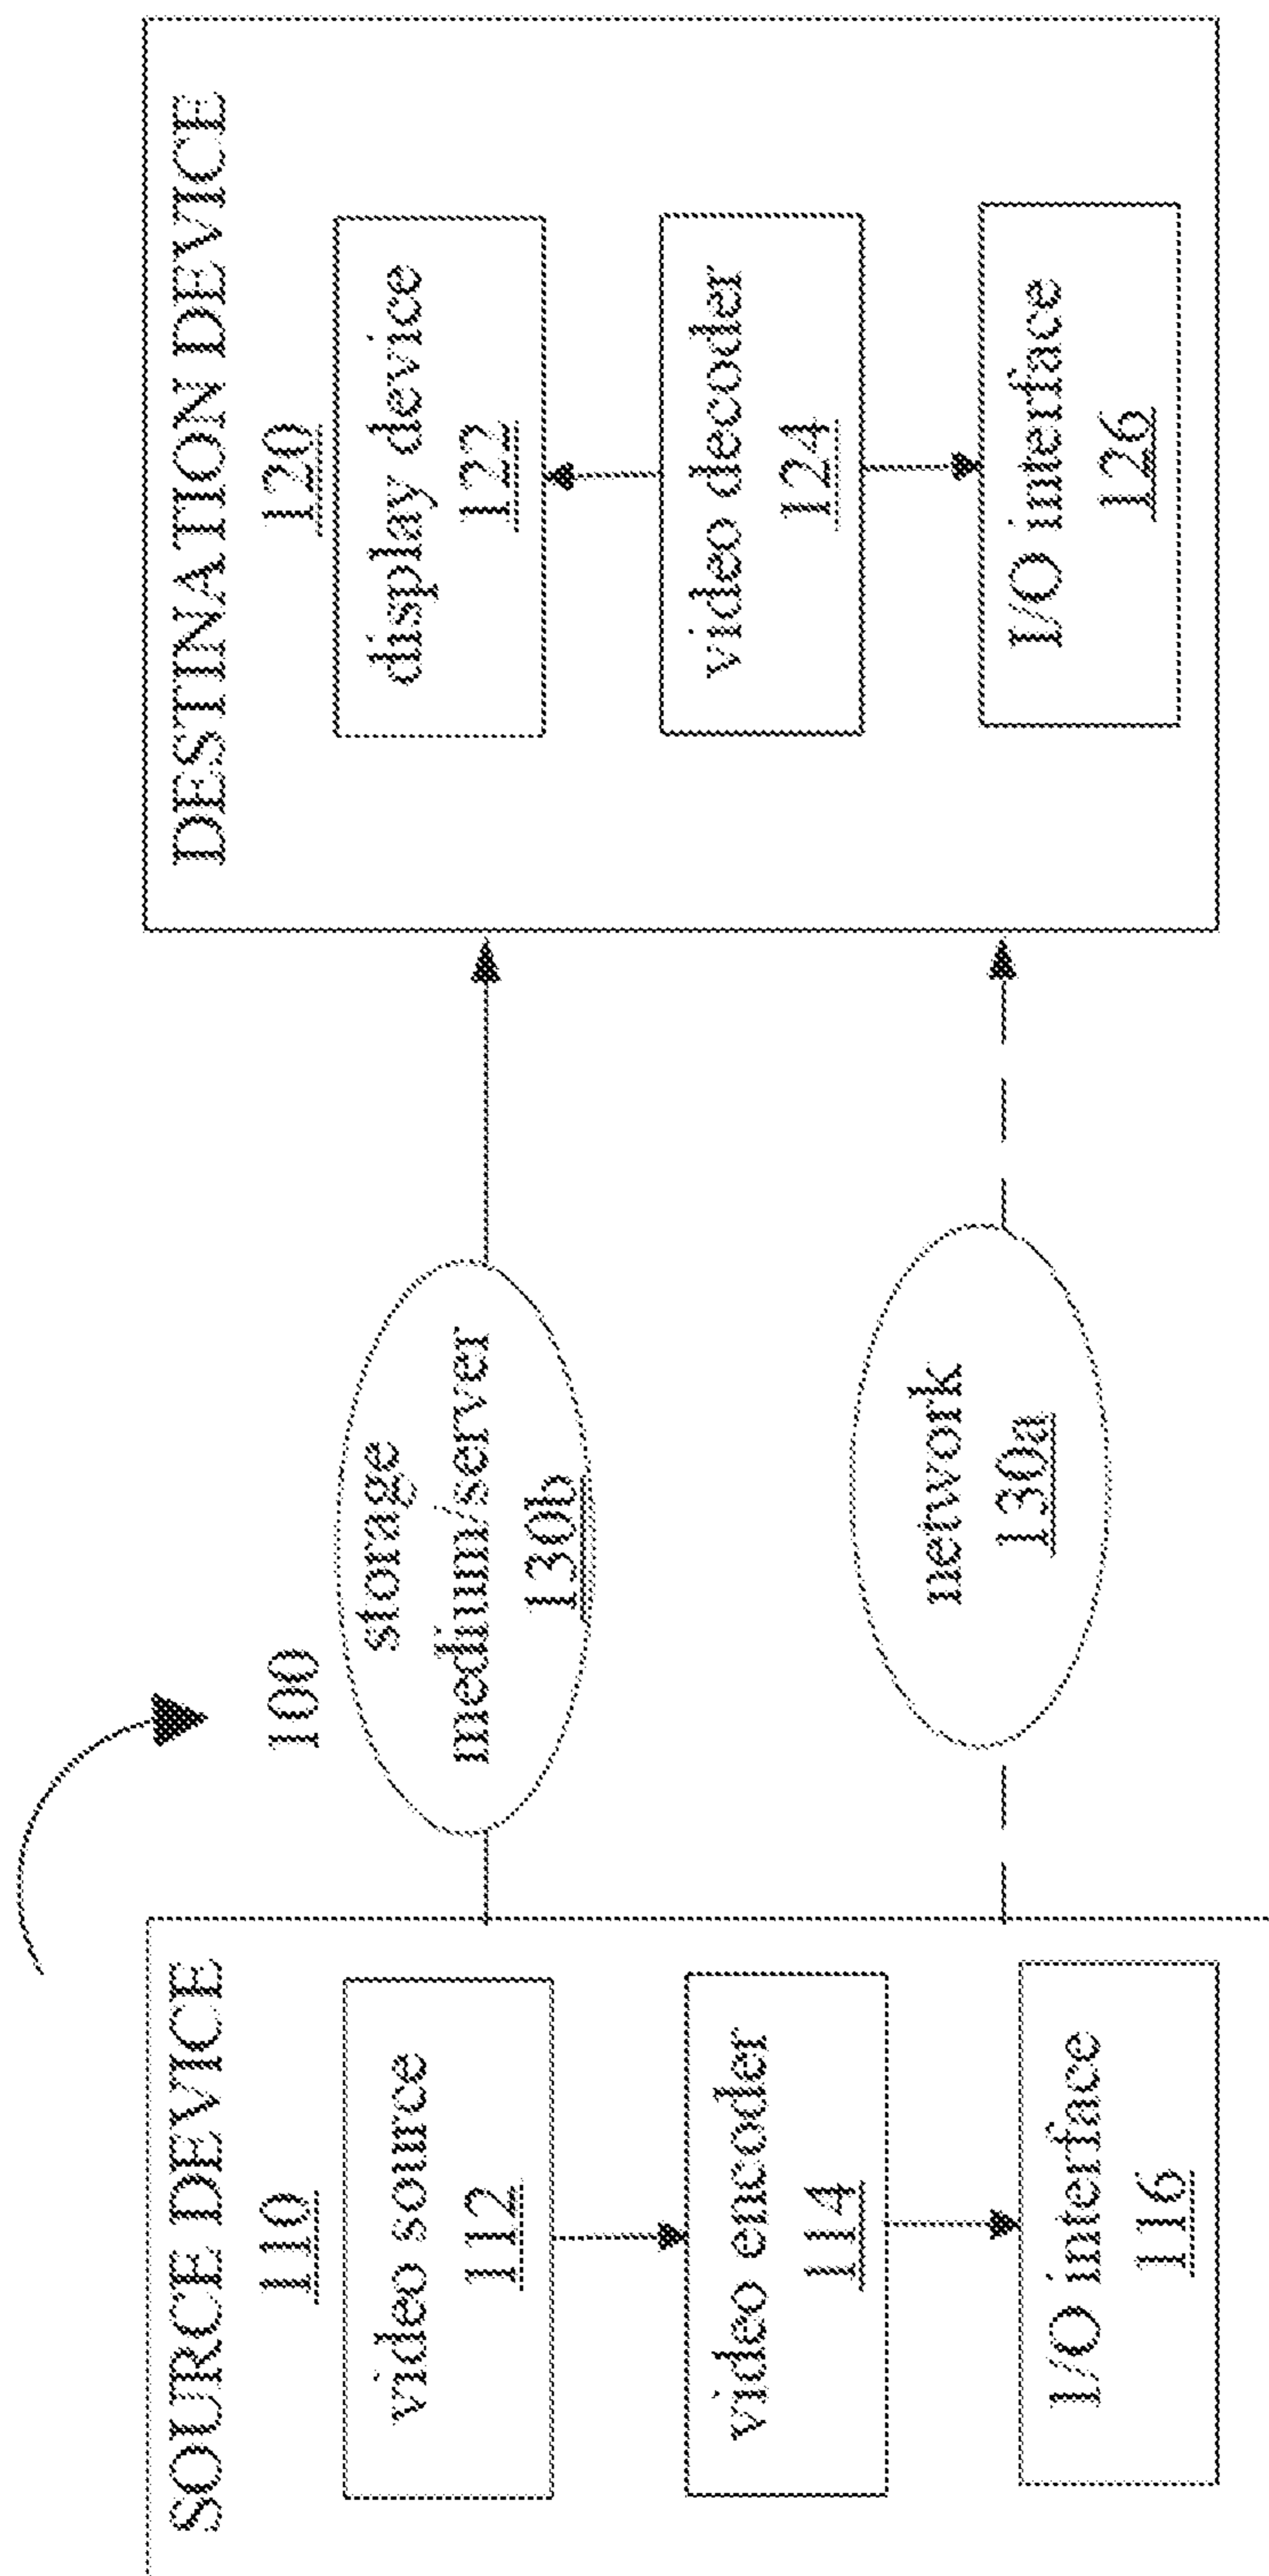 100
SOURCE DEVICE
110
video source
112
video encoder
114
I/O interface
116
storage
medium/server
130b
network
130a
DESTINATION DEVICE
120
display device
122
video decoder
124
I/O interface
126